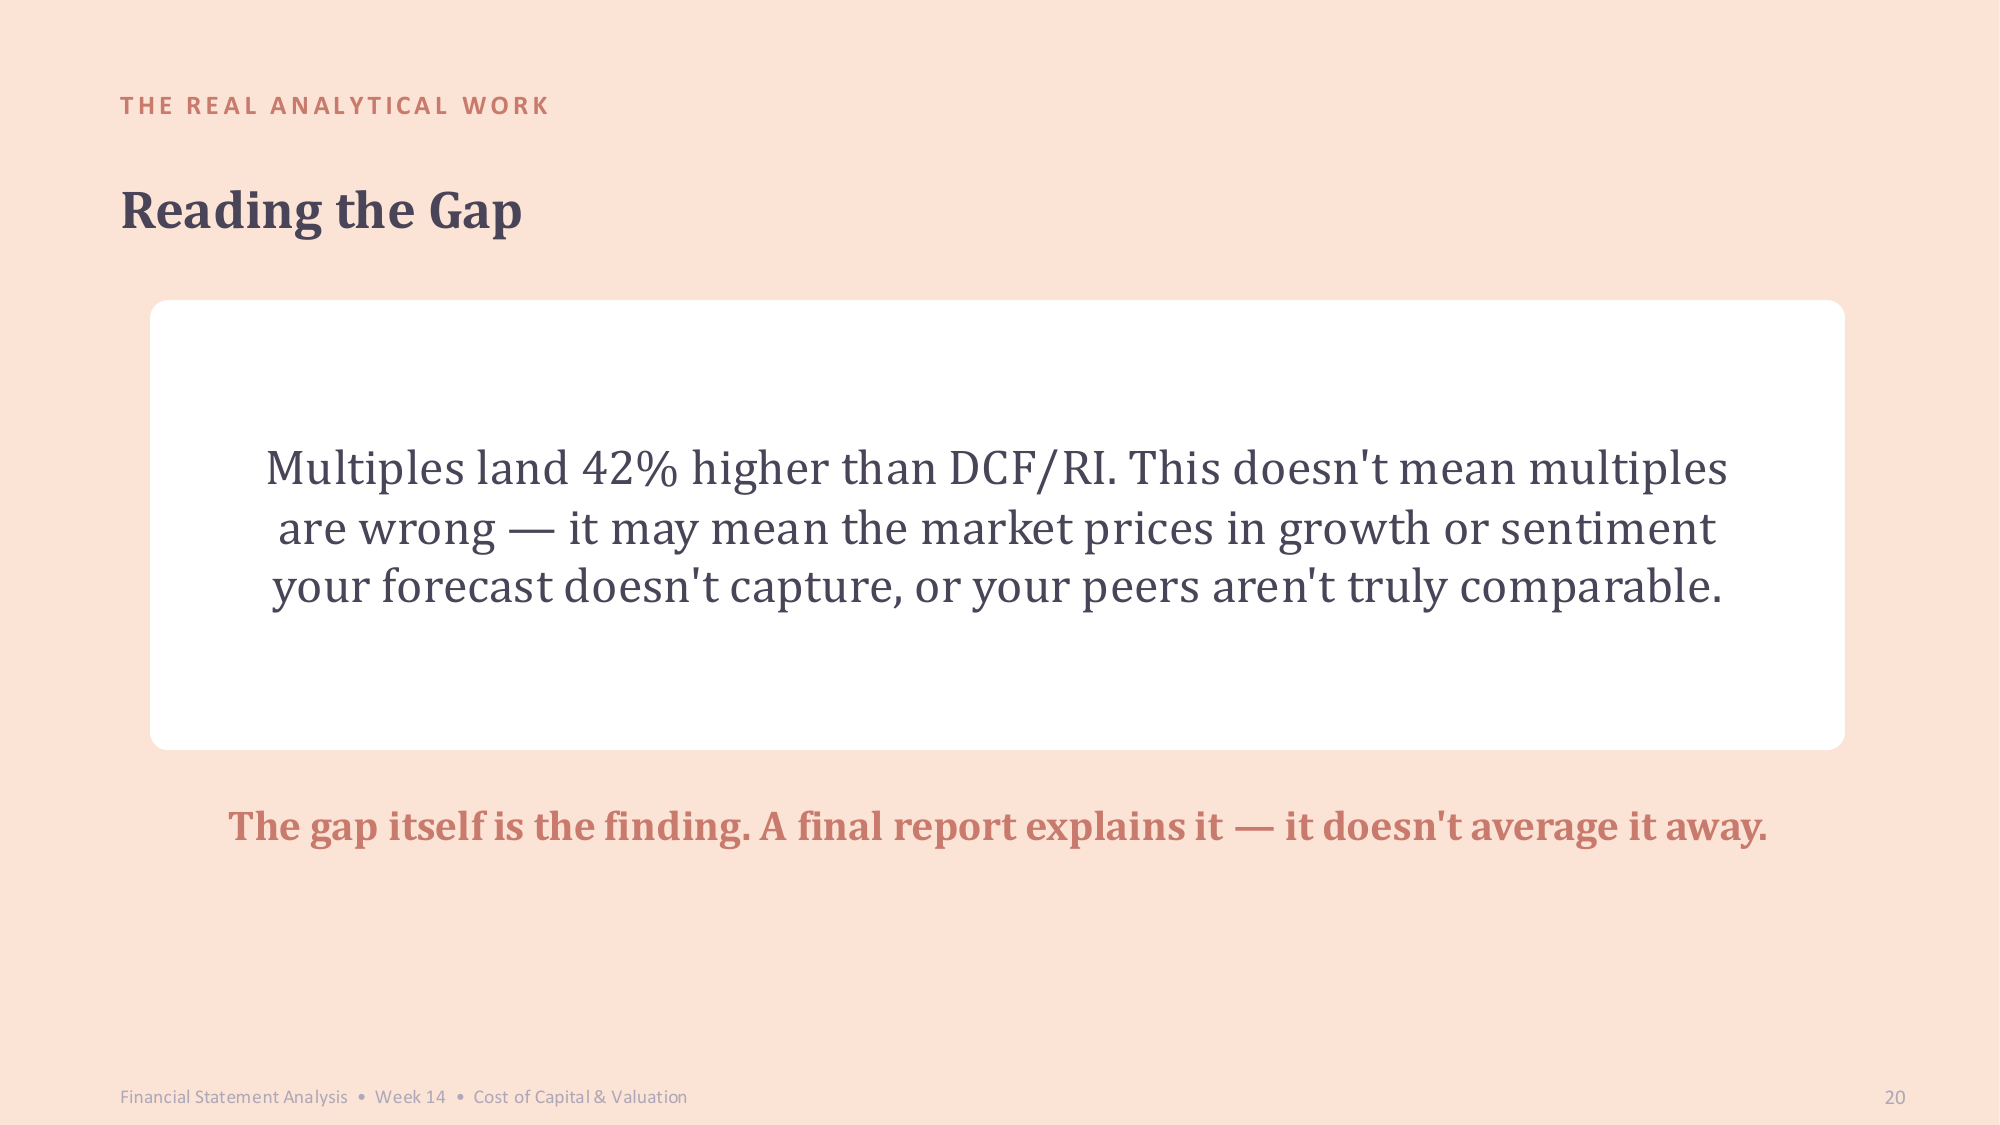 THE REAL ANALYTICAL WORK
Reading the Gap
Multiples land 42% higher than DCF/RI. This doesn't mean multiples
are wrong — it may mean the market prices in growth or sentiment
your forecast doesn't capture, or your peers aren't truly comparable.
The gap itself is the finding. A final report explains it — it doesn't average it away.
Financial Statement Analysis • Week 14 • Cost of Capital & Valuation
20